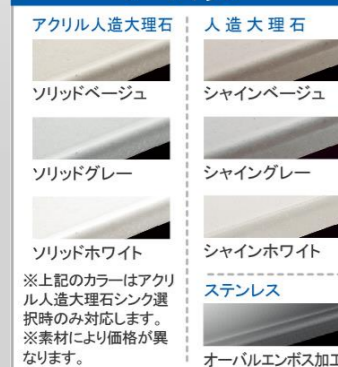 アクリル人造大理石
ソリッドベージュ
ソリッドグレー
ソリッドホワイト
※上記のカラーはアクリ
ル人造大理石シンク選
択時のみ対応します。
※素材により価格が異
なります。
人造大理石
シャインベージュ
シャイングレー
シャインホワイト
ステンレス
オーバルエンボス加工